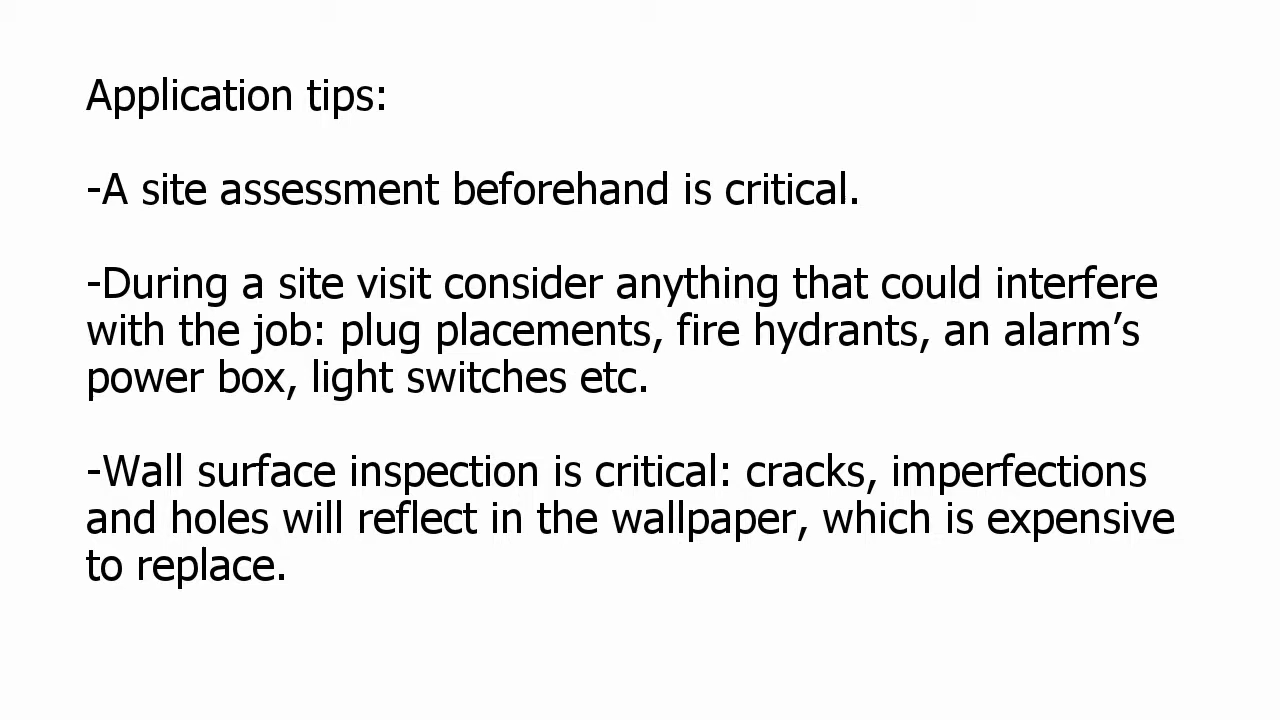 Application tips:
-A site assessment beforehand is critical.
-During a site visit consider anything that could interfere
with the job: plug placements, fire hydrants, an alarm’s
power box, light switches etc.
-Wall surface inspection is critical: cracks, imperfections
and holes will reflect in the wallpaper, which is expensive
to replace.